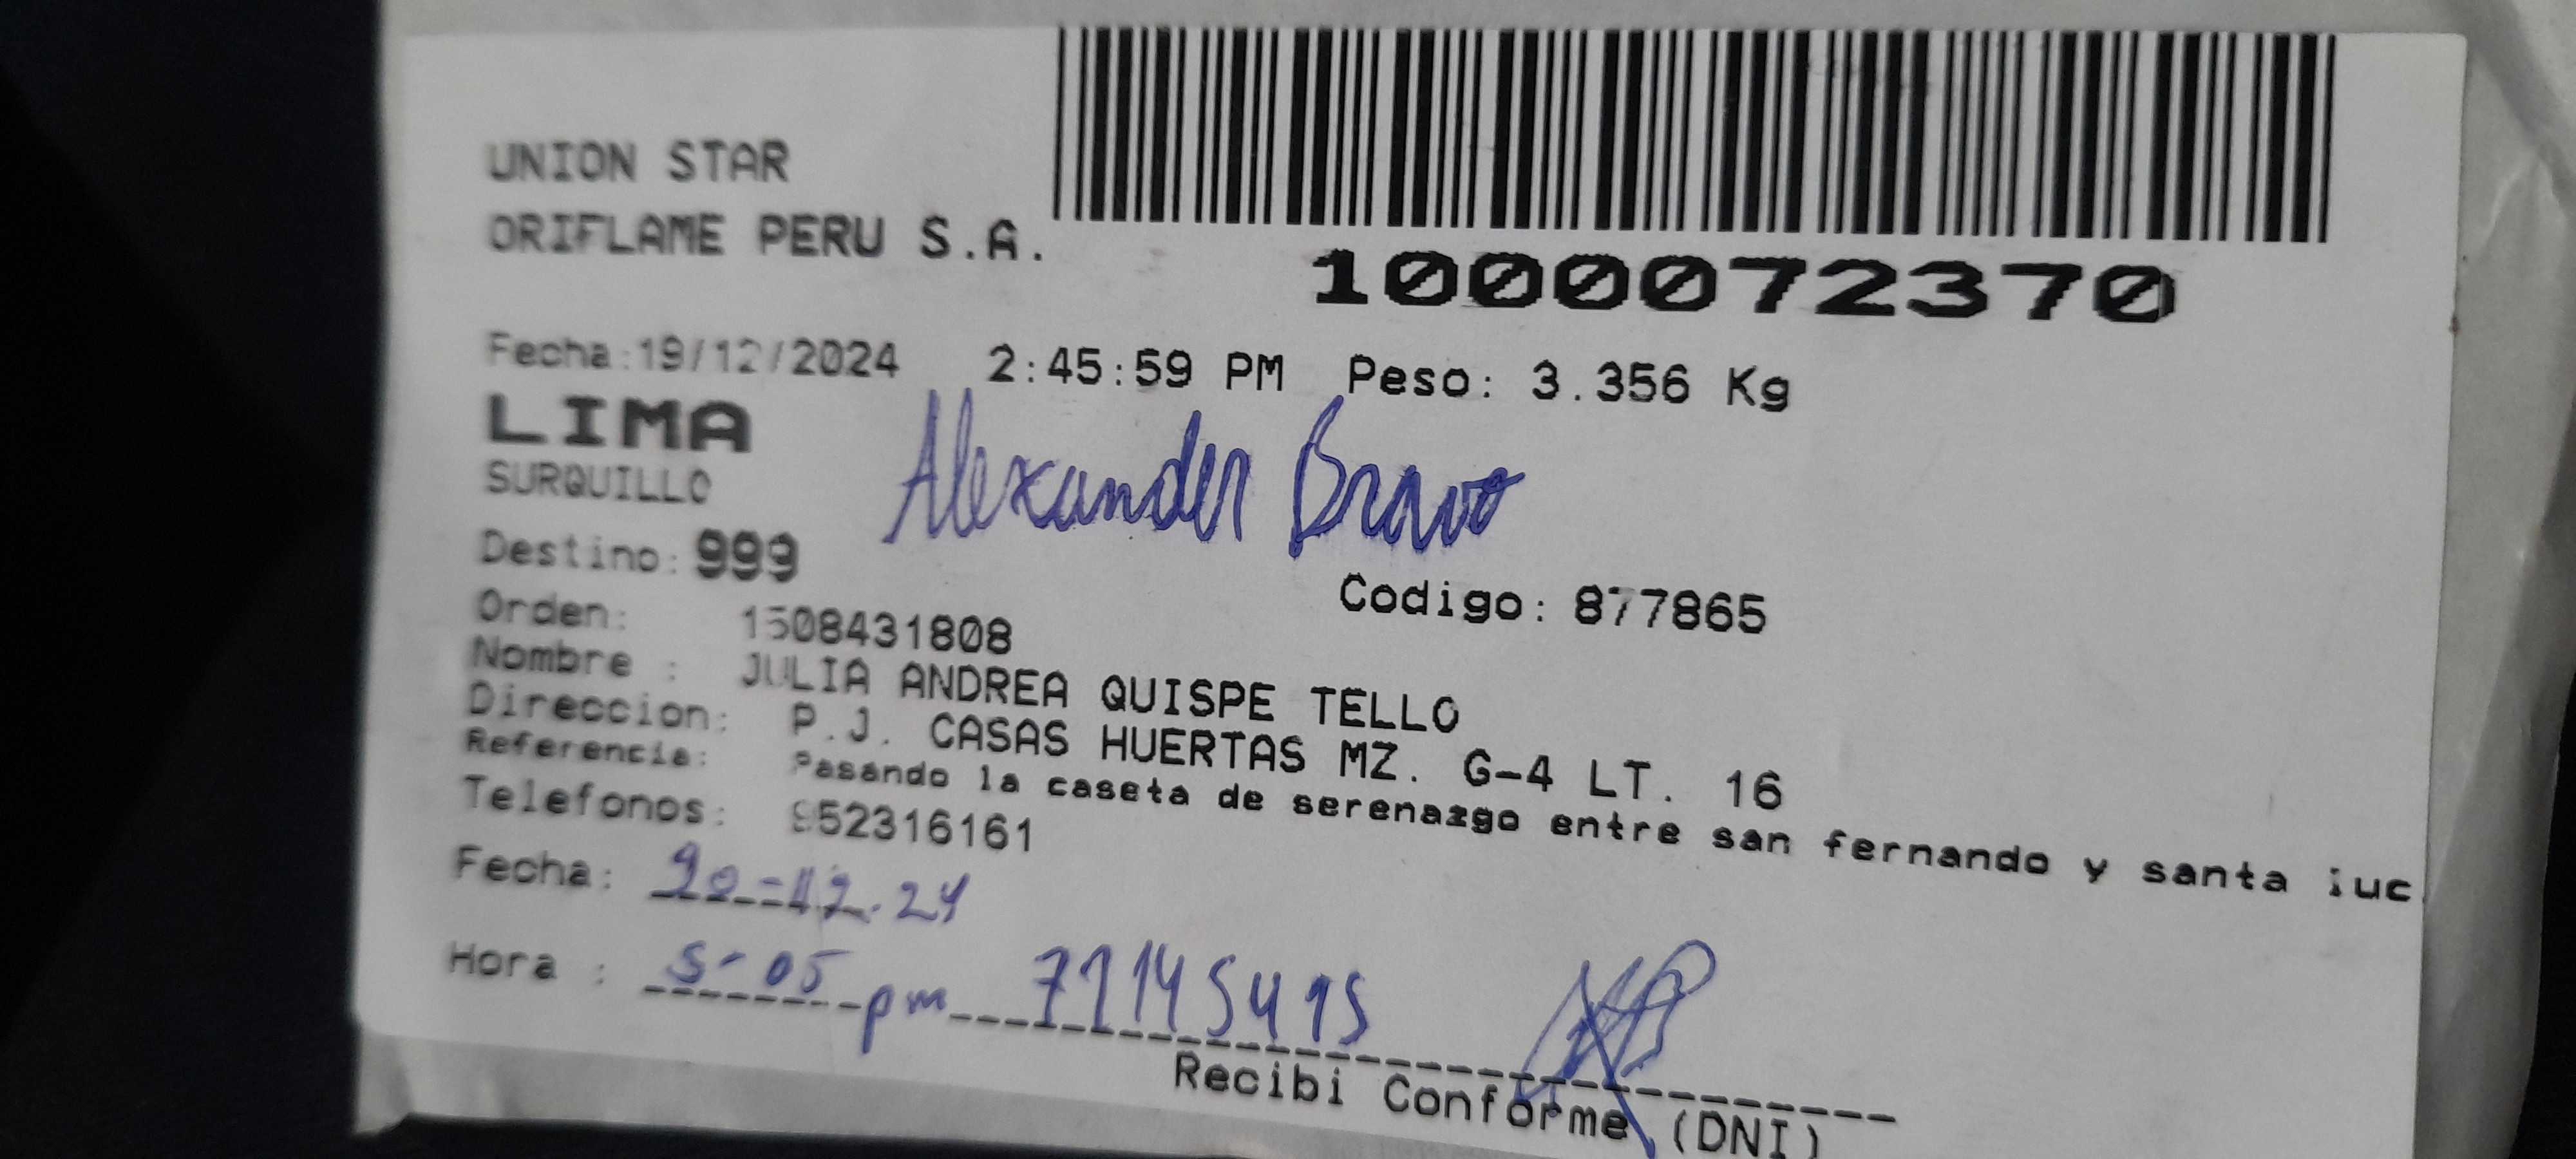 UNION STAR
ORIFLAME PERU S.A.
1000072370
Fecha:19/12/2024 2:45:59 PM Peso: 3.356 Kg
LIMA
SURQUILLO
Alexander Bravo
Destino: 999
Codigo: 877865
Orden: 1508431808
Nombre : JULIA ANDREA QUISPE TELLO
Direccion: P.J. CASAS HUERTAS MZ. G-4 LT. 16
Referencia: Pasando la caseta de serenazgo entre san fernando y santa luc
Telefonos: 952316161
Fecha: 20-12-24
Hora : 5-05 pm 71145415
Recibi Conforme (DNI)